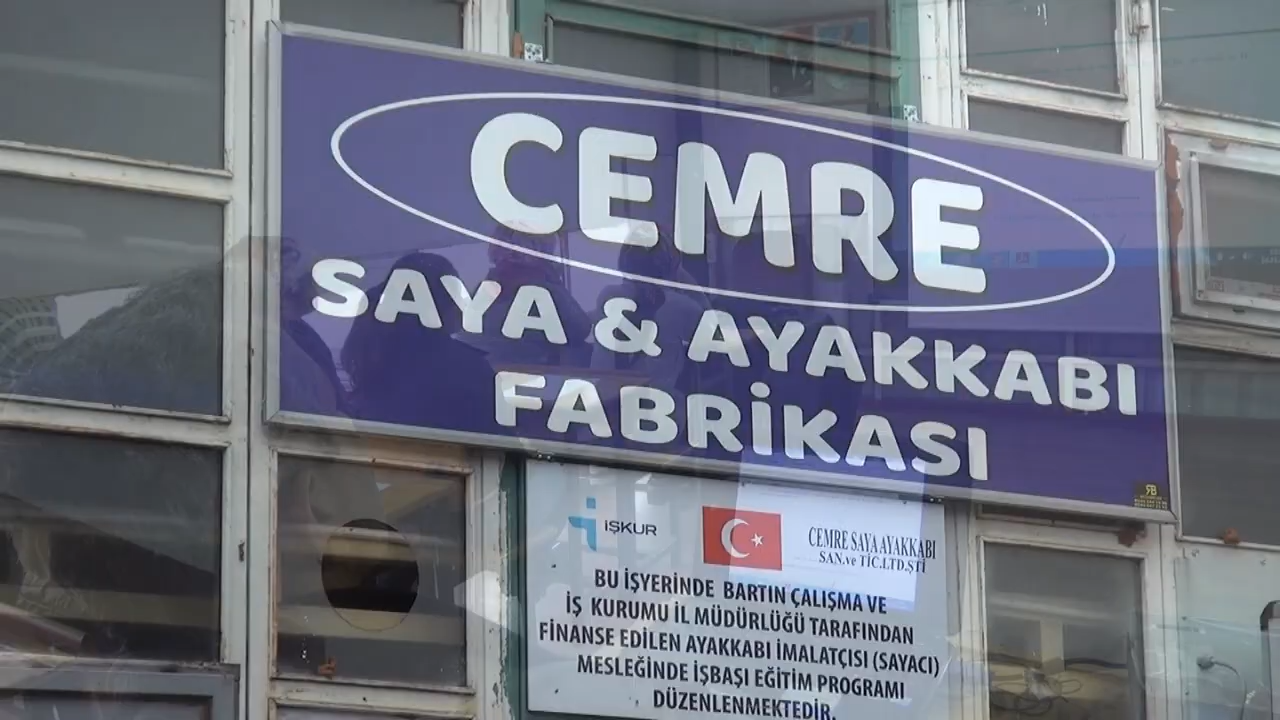 CEMRE
SAYA & AYAKKABI
FABRİKASI
İŞKUR
CEMRE SAYA AYAKKABI
SAN.ve TİC.LTD.ŞTİ
BU İŞYERİNDE BARTIN ÇALIŞMA VE
İŞ KURUMU İL MÜDÜRLÜĞÜ TARAFINDAN
FİNANSE EDİLEN AYAKKABI İMALATÇISI (SAYACI)
MESLEĞİNDE İŞBAŞI EĞİTİM PROGRAMI
DÜZENLENMEKTEDİR.